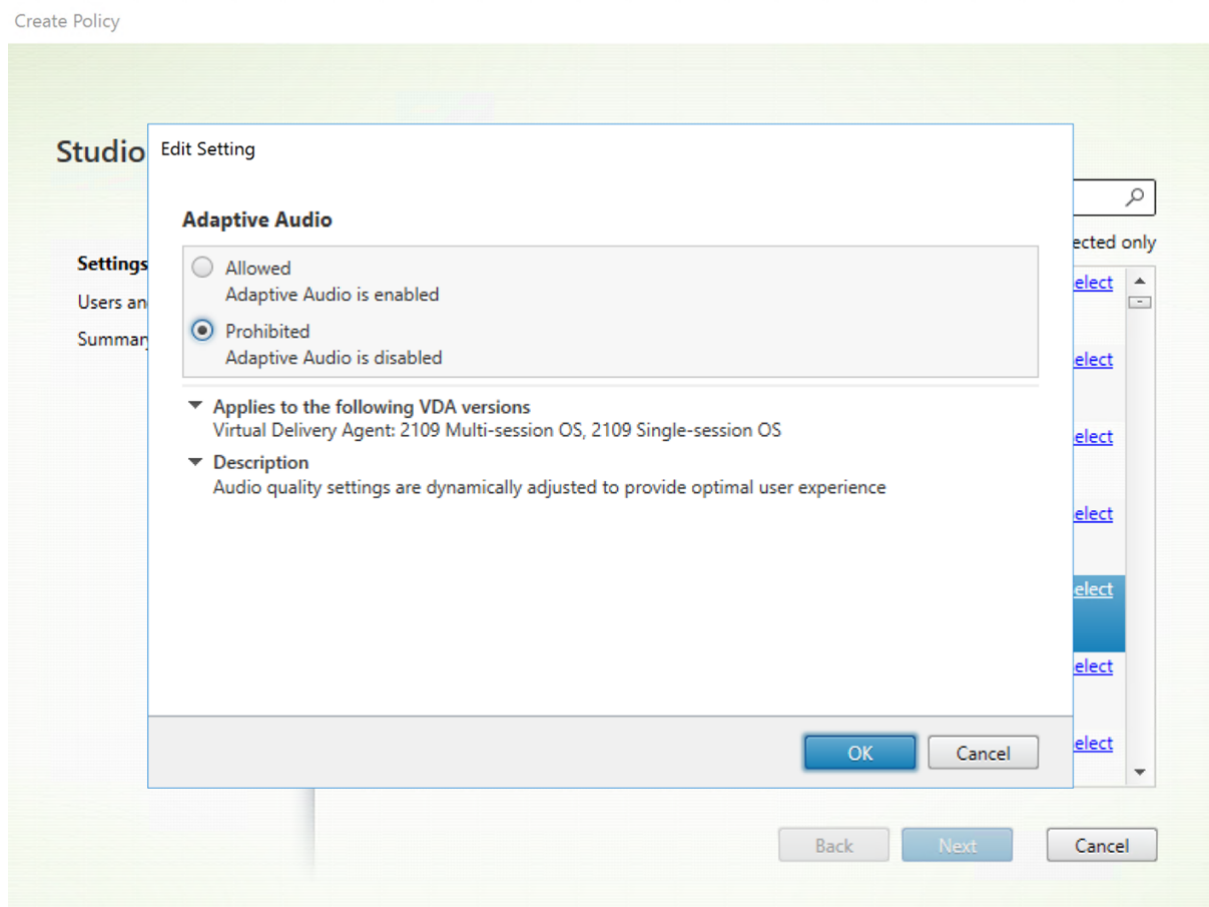 Create Policy
Studio
Edit Setting
Adaptive Audio
ected only
Settings
Allowed
Adaptive Audio is enabled
Users an
Prohibited
Adaptive Audio is disabled
Summary
Applies to the following VDA versions
Virtual Delivery Agent: 2109 Multi-session OS, 2109 Single-session OS
Description
Audio quality settings are dynamically adjusted to provide optimal user experience
elect
elect
elect
elect
elect
elect
elect
OK
Cancel
Back
Next
Cancel